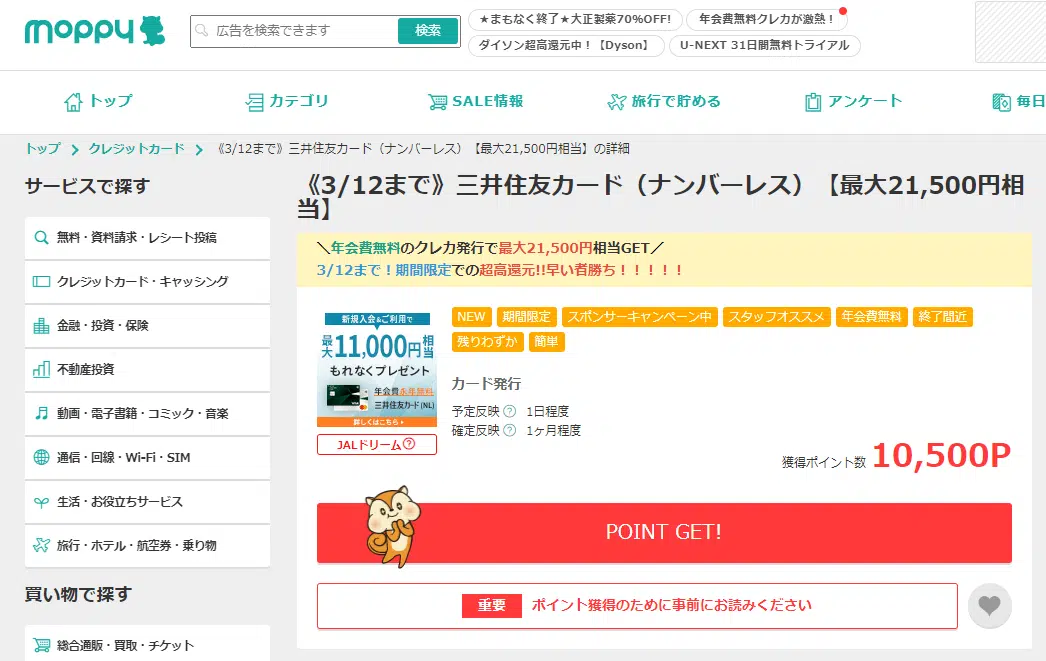 moppy
広告を検索できます
検索
★まもなく終了★大正製薬70%OFF!
年会費無料クレカが激熱！
ダイソン超高還元中！【Dyson】
U-NEXT 31日間無料トライアル
トップ
カテゴリ
SALE情報
旅行で貯める
アンケート
毎日
トップ
クレジットカード
《3/12まで》三井住友カード（ナンバーレス）【最大21,500円相当】の詳細
サービスで探す
無料・資料請求・レシート投稿
クレジットカード・キャッシング
金融・投資・保険
不動産投資
動画・電子書籍・コミック・音楽
通信・回線・Wi-Fi・SIM
生活・お役立ちサービス
旅行・ホテル・航空券・乗り物
買い物で探す
総合通販・買取・チケット
《3/12まで》三井住友カード（ナンバーレス）【最大21,500円相
当】
＼年会費無料のクレカ発行で最大21,500円相当GET／
3/12まで！期間限定での超高還元!!早い者勝ち！！！！！
新規入会&ご利用で
最大11,000円相当
もれなくプレゼント
年会費永年無料
三井住友カード(NL)
詳しくはこちら
JALドリーム?
NEW
期間限定
スポンサーキャンペーン中
スタッフオススメ
年会費無料
終了間近
残りわずか
簡単
カード発行
予定反映? 1日程度
確定反映? 1ヶ月程度
獲得ポイント数 10,500P
POINT GET!
重要 ポイント獲得のために事前にお読みください